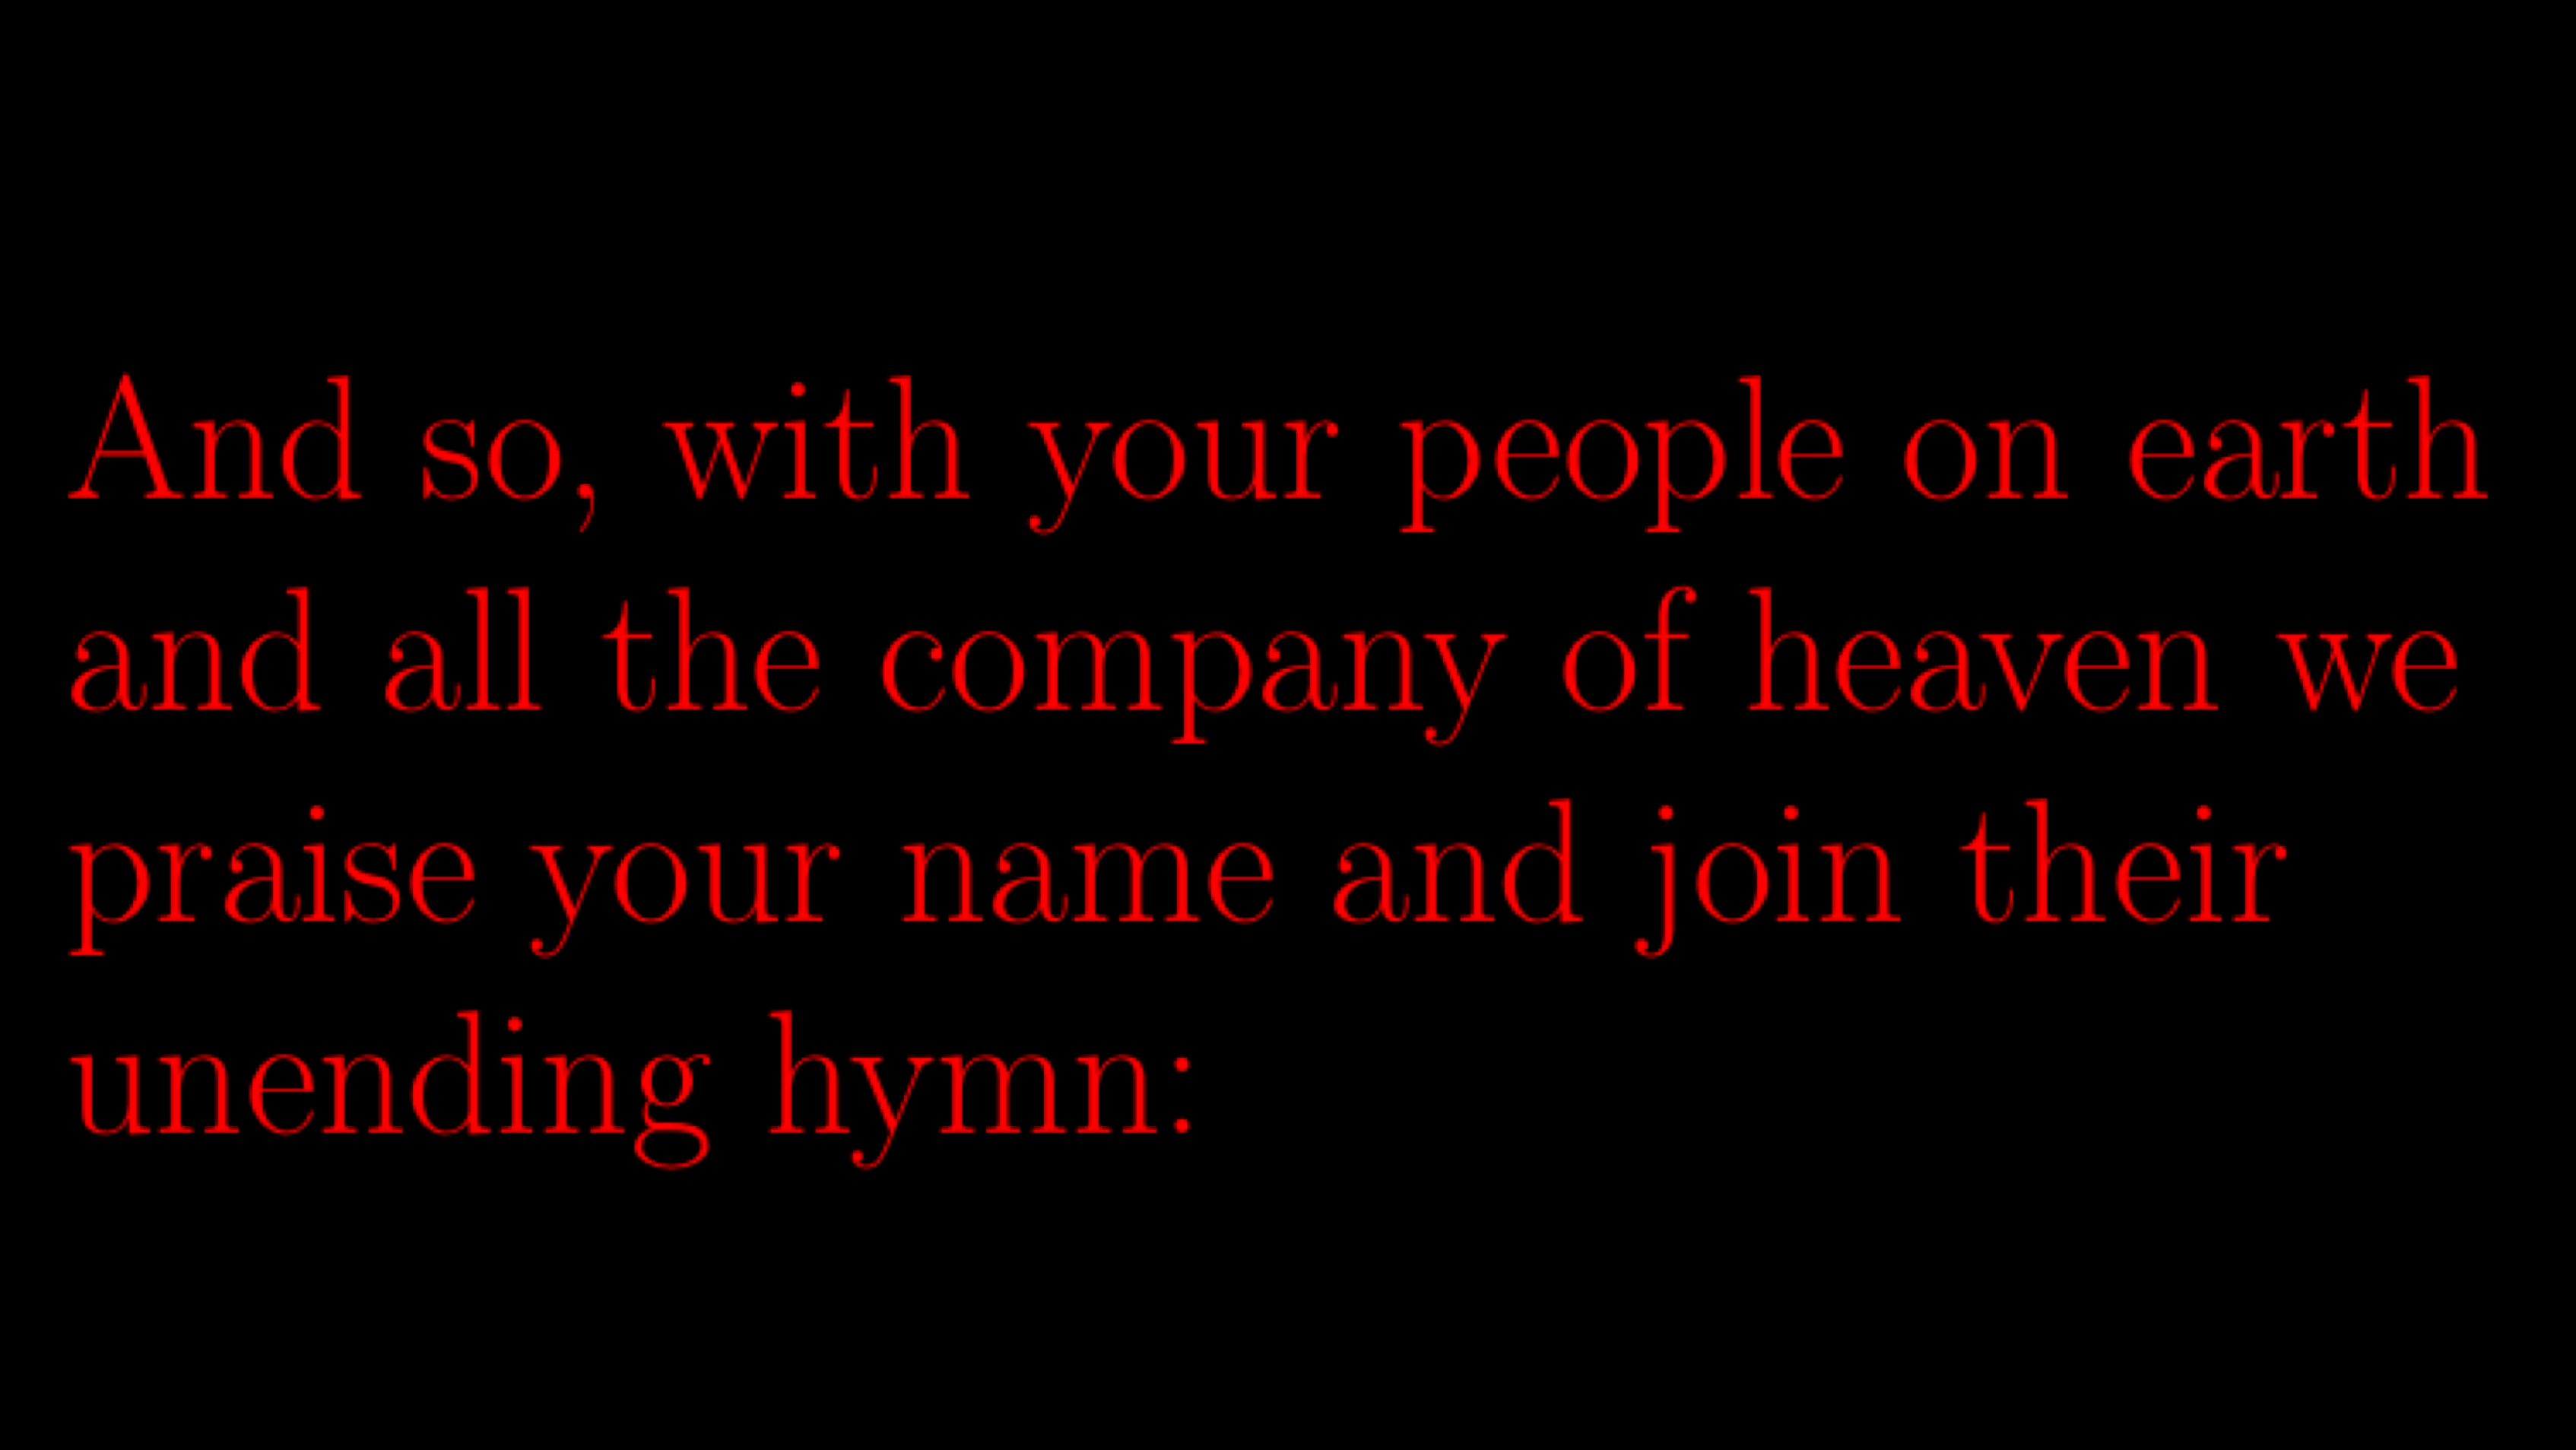 And so, with your people on earth
and all the company of heaven we
praise your name and join their
unending hymn: